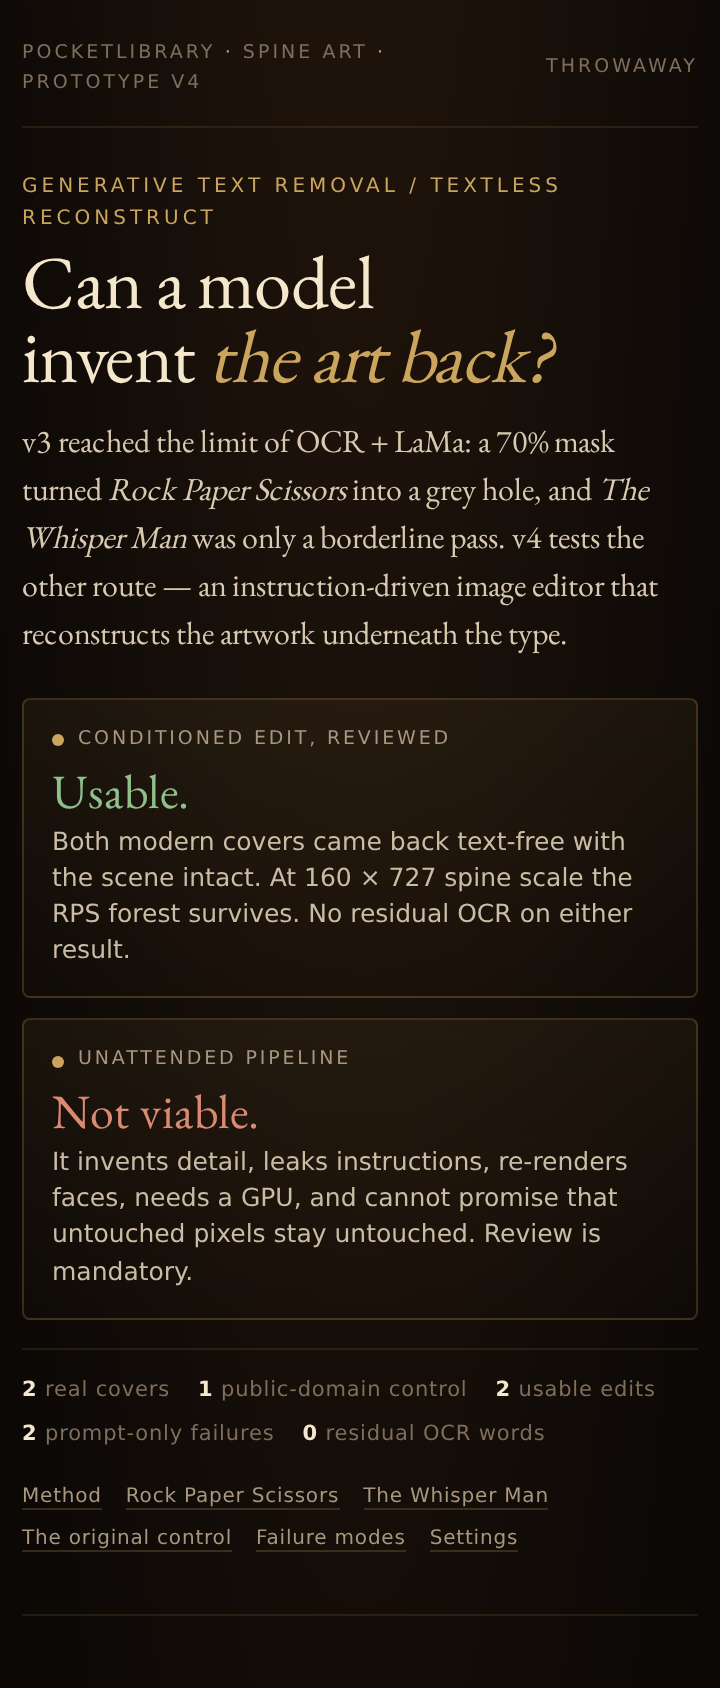 POCKETLIBRARY · SPINE ART ·
PROTOTYPE V4
THROWAWAY
GENERATIVE TEXT REMOVAL / TEXTLESS
RECONSTRUCT
Can a model
invent the art back?
v3 reached the limit of OCR + LaMa: a 70% mask
turned Rock Paper Scissors into a grey hole, and The
Whisper Man was only a borderline pass. v4 tests the
other route — an instruction-driven image editor that
reconstructs the artwork underneath the type.
CONDITIONED EDIT, REVIEWED
Usable.
Both modern covers came back text-free with
the scene intact. At 160 × 727 spine scale the
RPS forest survives. No residual OCR on either
result.
UNATTENDED PIPELINE
Not viable.
It invents detail, leaks instructions, re-renders
faces, needs a GPU, and cannot promise that
untouched pixels stay untouched. Review is
mandatory.
2 real covers 1 public-domain control 2 usable edits
2 prompt-only failures 0 residual OCR words
Method Rock Paper Scissors The Whisper Man
The original control Failure modes Settings